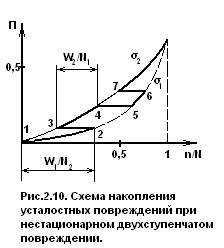 П
W₂/N₁
σ₂
0,5
7
6
σ₁
3
4
5
1
2
0,5
1
n/N
W₁/N₂
Рис.2.10. Схема накопления
усталостных повреждений при
нестационарном двухступенчатом
повреждении.